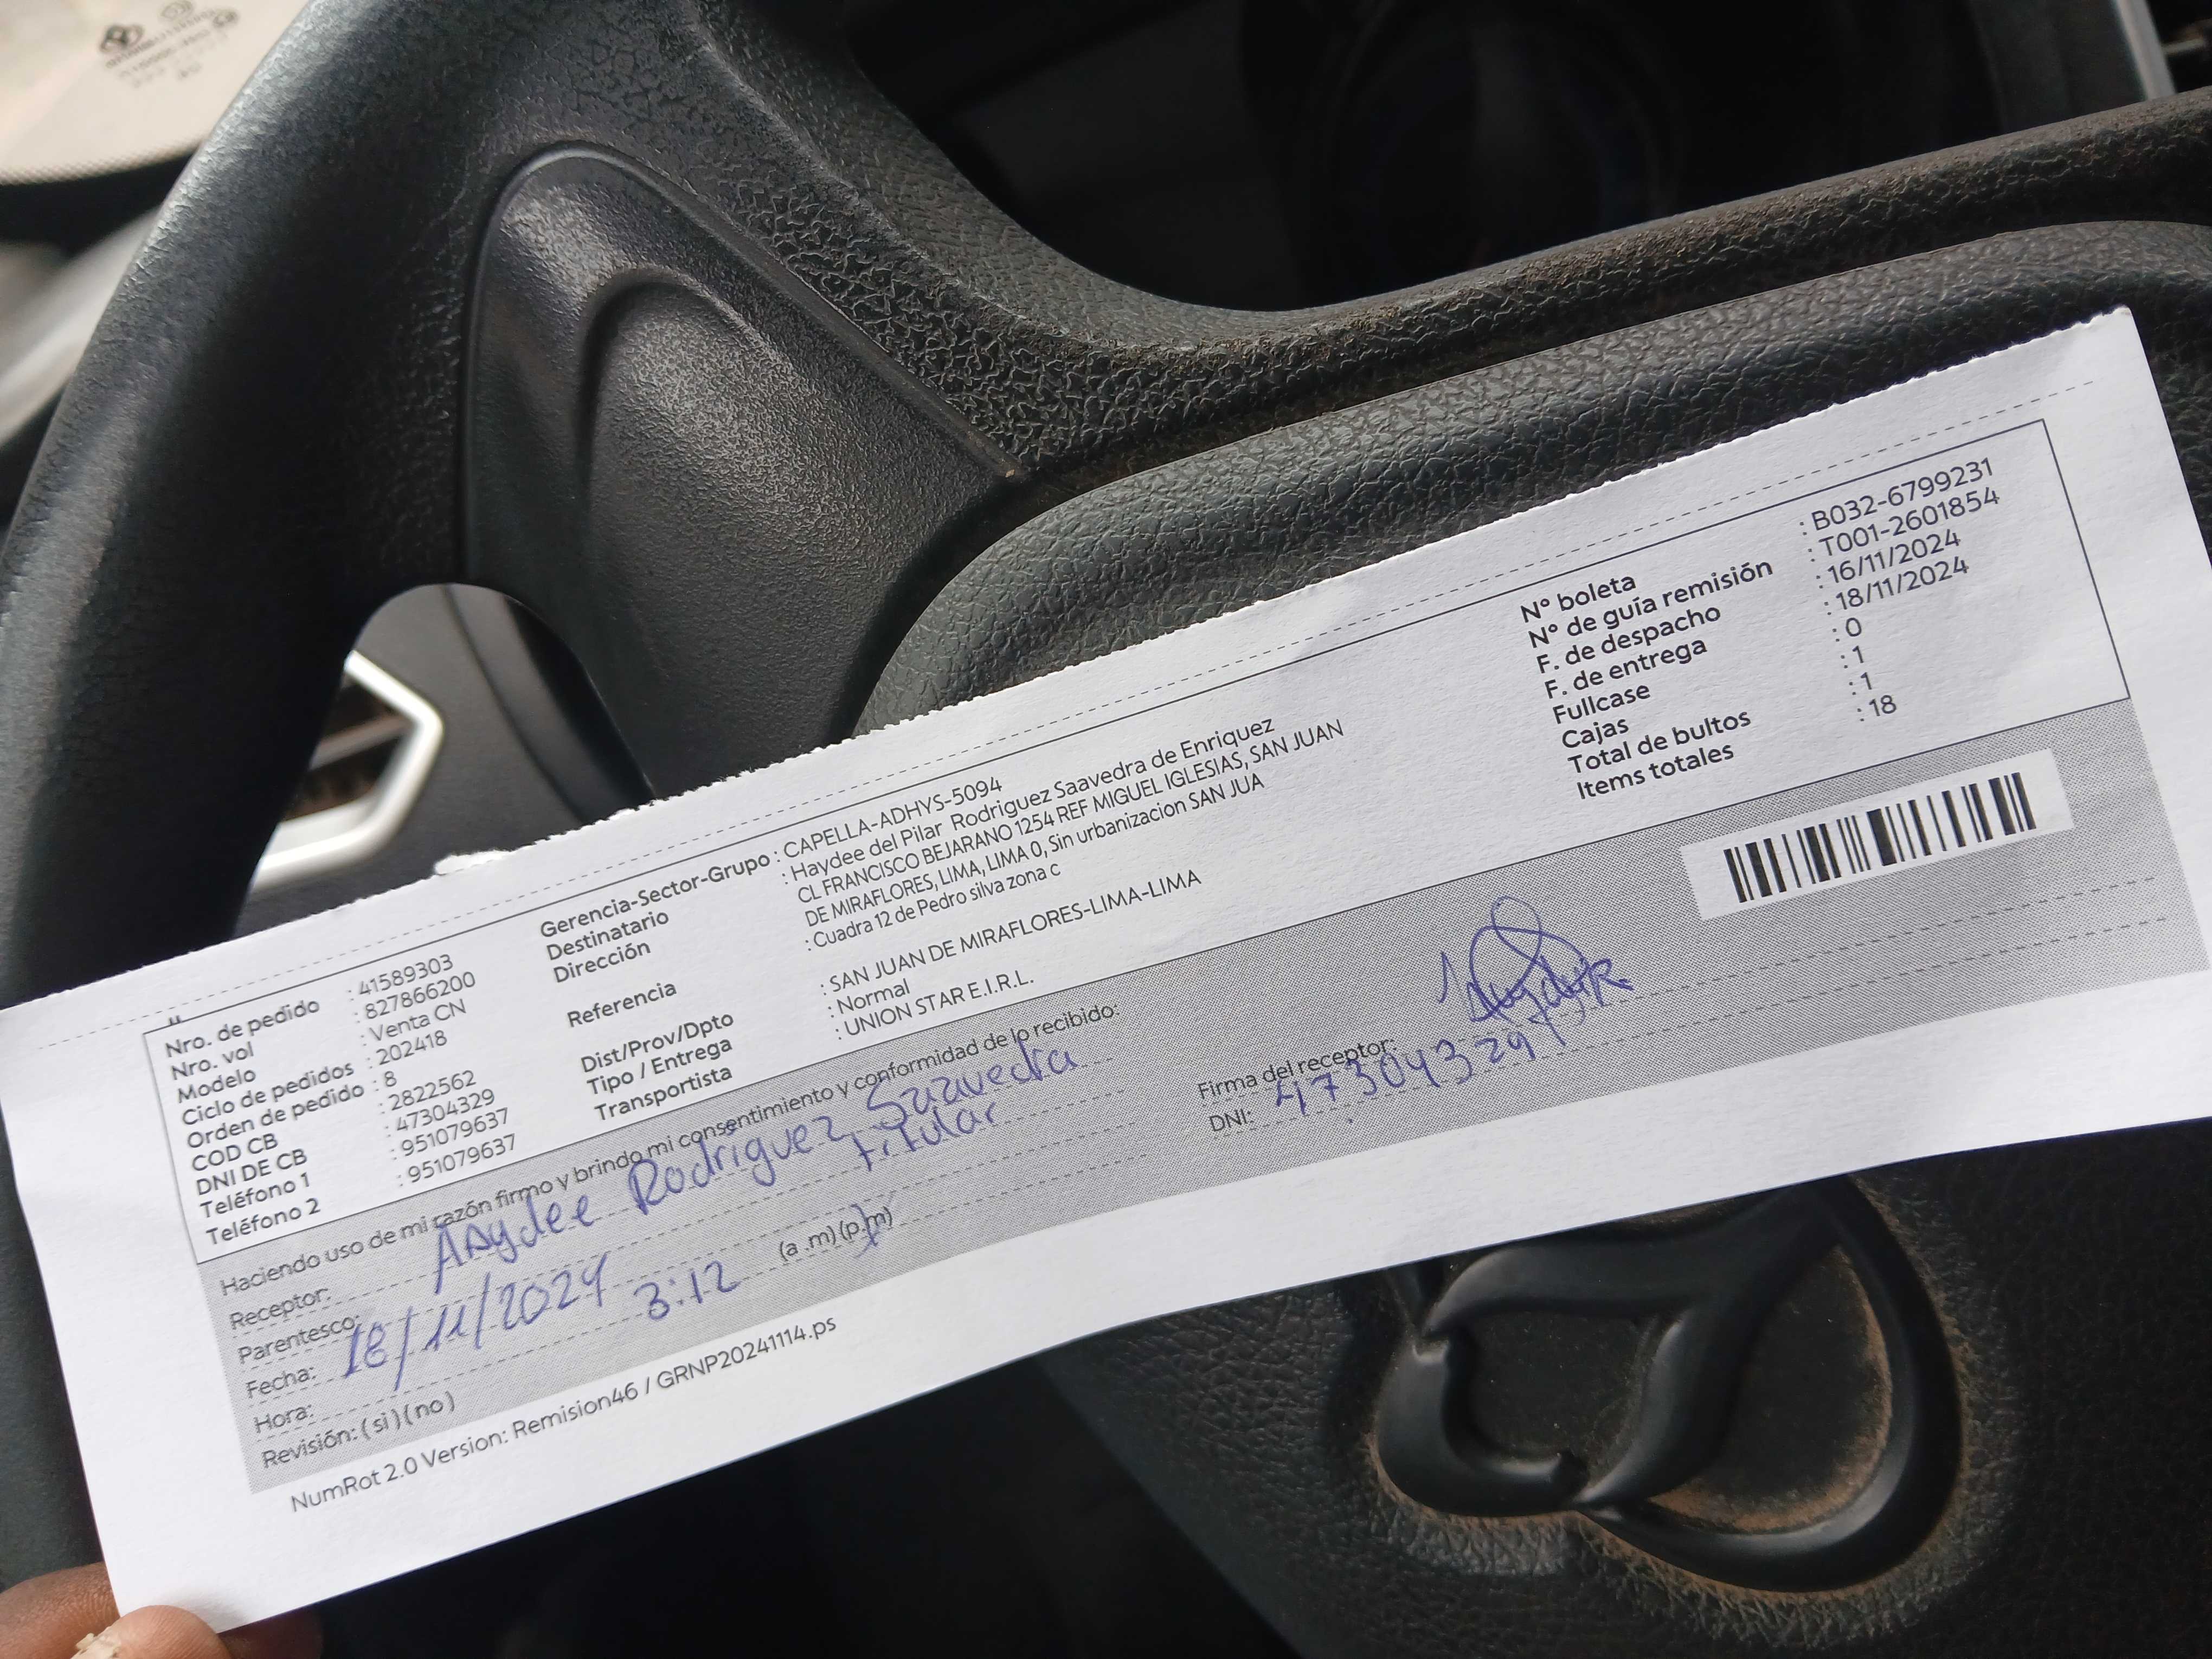 Nro. de pedido : 41589303
Nro. vol : 827866200
Modelo : Venta CN
Ciclo de pedidos : 202418
Orden de pedido : 8
COD CB : 2822562
DNI DE CB : 47304329
Teléfono 1 : 951079637
Teléfono 2 : 951079637
Gerencia-Sector-Grupo : CAPELLA-ADHYS-5094
Destinatario : Haydee del Pilar Rodriguez Saavedra de Enriquez
Dirección CL FRANCISCO BEJARANO 1254 REF MIGUEL IGLESIAS, SAN JUAN
DE MIRAFLORES, LIMA, LIMA 0, Sin urbanizacion SAN JUA
Referencia : Cuadra 12 de Pedro silva zona c
Dist/Prov/Dpto : SAN JUAN DE MIRAFLORES-LIMA-LIMA
Tipo / Entrega : Normal
Transportista : UNION STAR E.I.R.L.
N° boleta : B032-6799231
N° de guía remisión : T001-2601854
F. de despacho : 16/11/2024
F. de entrega : 18/11/2024
Fullcase : 0
Cajas : 1
Total de bultos : 1
Items totales : 18
Haciendo uso de mi razón firmo y brindo mi consentimiento y conformidad de lo recibido:
Receptor: Haydee Rodriguez Saavedra
Parentesco: titular
Fecha: 18/11/2024
Hora: 3:12 (a .m) (p.m)
Revisión: ( si ) ( no )
Firma del receptor:
DNI: 47304329
NumRot 2.0 Version: Remision46 / GRNP20241114.ps